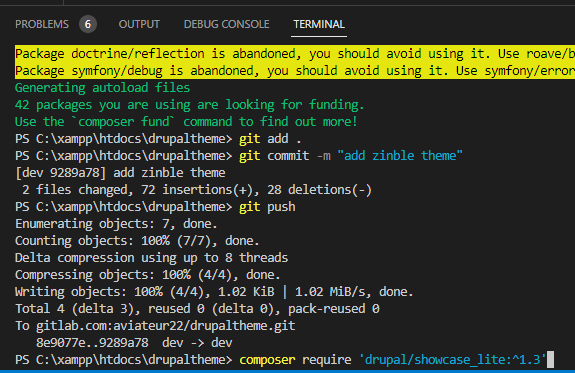 PROBLEMS 6 OUTPUT DEBUG CONSOLE TERMINAL
Package doctrine/reflection is abandoned, you should avoid using it. Use roave/b
Package symfony/debug is abandoned, you should avoid using it. Use symfony/error
Generating autoload files
42 packages you are using are looking for funding.
Use the `composer fund` command to find out more!
PS C:\xampp\htdocs\drupaltheme> git add .
PS C:\xampp\htdocs\drupaltheme> git commit -m "add zinble theme"
[dev 9289a78] add zinble theme
 2 files changed, 72 insertions(+), 28 deletions(-)
PS C:\xampp\htdocs\drupaltheme> git push
Enumerating objects: 7, done.
Counting objects: 100% (7/7), done.
Delta compression using up to 8 threads
Compressing objects: 100% (4/4), done.
Writing objects: 100% (4/4), 1.02 KiB | 1.02 MiB/s, done.
Total 4 (delta 3), reused 0 (delta 0), pack-reused 0
To gitlab.com:aviateur22/drupaltheme.git
   8e9077e..9289a78  dev -> dev
PS C:\xampp\htdocs\drupaltheme> composer require 'drupal/showcase_lite:^1.3'